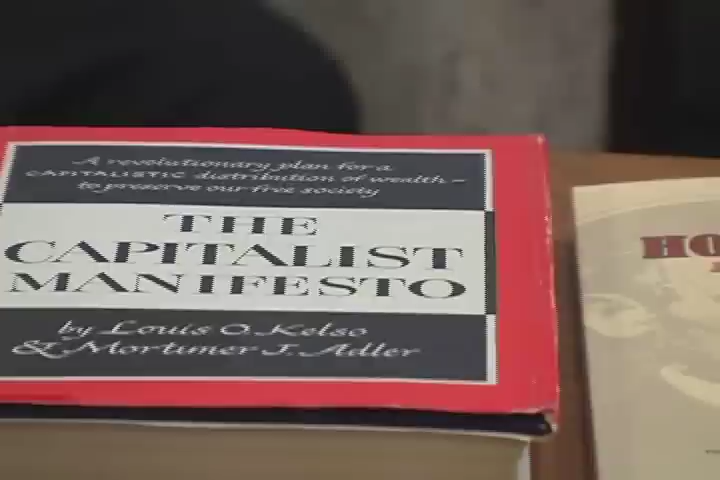 A revolutionary plan for a
CAPITALISTIC distribution of wealth—
to preserve our free society
THE
CAPITALIST
MANIFESTO
by Louis O. Kelso
& Mortimer J. Adler
HO